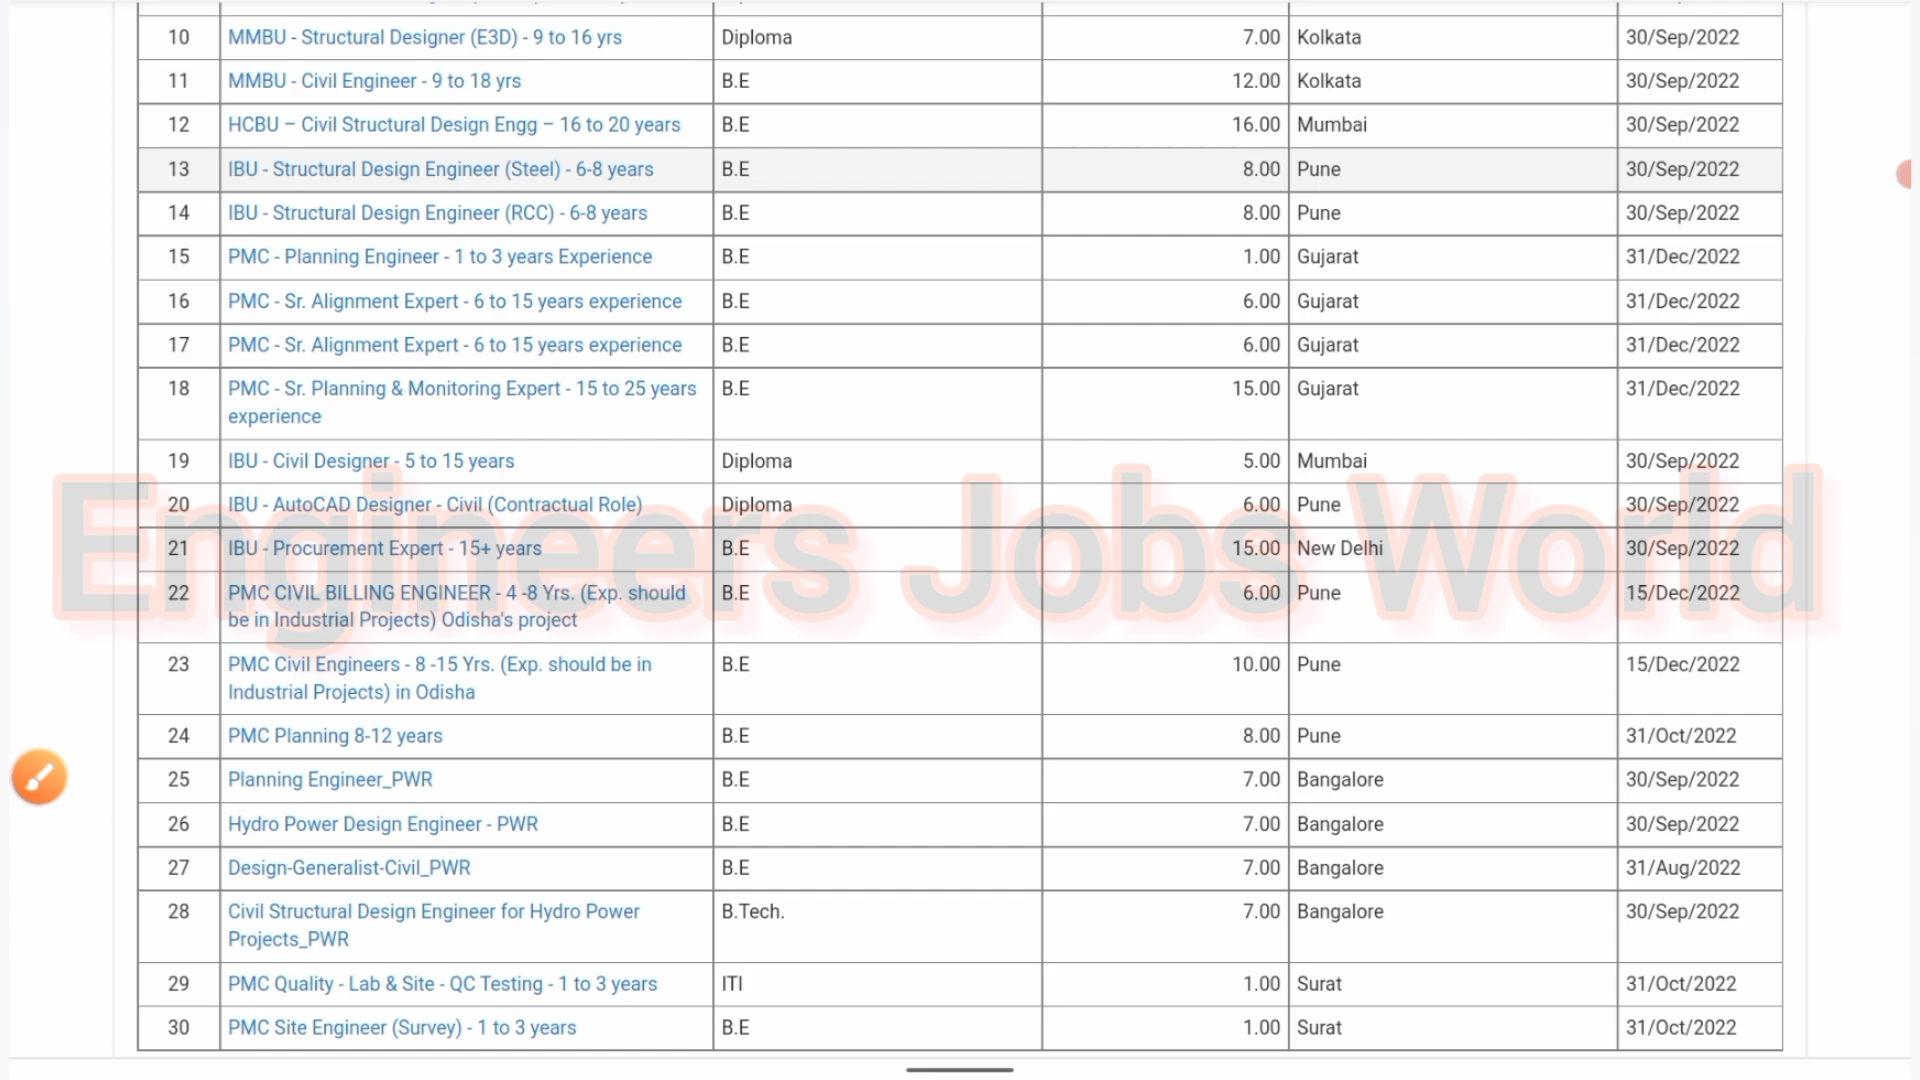 10 MMBU - Structural Designer (E3D) - 9 to 16 yrs Diploma 7.00 Kolkata 30/Sep/2022
11 MMBU - Civil Engineer - 9 to 18 yrs B.E 12.00 Kolkata 30/Sep/2022
12 HCBU – Civil Structural Design Engg – 16 to 20 years B.E 16.00 Mumbai 30/Sep/2022
13 IBU - Structural Design Engineer (Steel) - 6-8 years B.E 8.00 Pune 30/Sep/2022
14 IBU - Structural Design Engineer (RCC) - 6-8 years B.E 8.00 Pune 30/Sep/2022
15 PMC - Planning Engineer - 1 to 3 years Experience B.E 1.00 Gujarat 31/Dec/2022
16 PMC - Sr. Alignment Expert - 6 to 15 years experience B.E 6.00 Gujarat 31/Dec/2022
17 PMC - Sr. Alignment Expert - 6 to 15 years experience B.E 6.00 Gujarat 31/Dec/2022
18 PMC - Sr. Planning & Monitoring Expert - 15 to 25 years B.E 15.00 Gujarat 31/Dec/2022
experience
19 IBU - Civil Designer - 5 to 15 years Diploma 5.00 Mumbai 30/Sep/2022
20 IBU - AutoCAD Designer - Civil (Contractual Role) Diploma 6.00 Pune 30/Sep/2022
Engineers Jobs World
21 IBU - Procurement Expert - 15+ years B.E 15.00 New Delhi 30/Sep/2022
22 PMC CIVIL BILLING ENGINEER - 4 -8 Yrs. (Exp. should B.E 6.00 Pune 15/Dec/2022
be in Industrial Projects) Odisha's project
23 PMC Civil Engineers - 8 -15 Yrs. (Exp. should be in B.E 10.00 Pune 15/Dec/2022
Industrial Projects) in Odisha
24 PMC Planning 8-12 years B.E 8.00 Pune 31/Oct/2022
25 Planning Engineer_PWR B.E 7.00 Bangalore 30/Sep/2022
26 Hydro Power Design Engineer - PWR B.E 7.00 Bangalore 30/Sep/2022
27 Design-Generalist-Civil_PWR B.E 7.00 Bangalore 31/Aug/2022
28 Civil Structural Design Engineer for Hydro Power B.Tech. 7.00 Bangalore 30/Sep/2022
Projects_PWR
29 PMC Quality - Lab & Site - QC Testing - 1 to 3 years ITI 1.00 Surat 31/Oct/2022
30 PMC Site Engineer (Survey) - 1 to 3 years B.E 1.00 Surat 31/Oct/2022